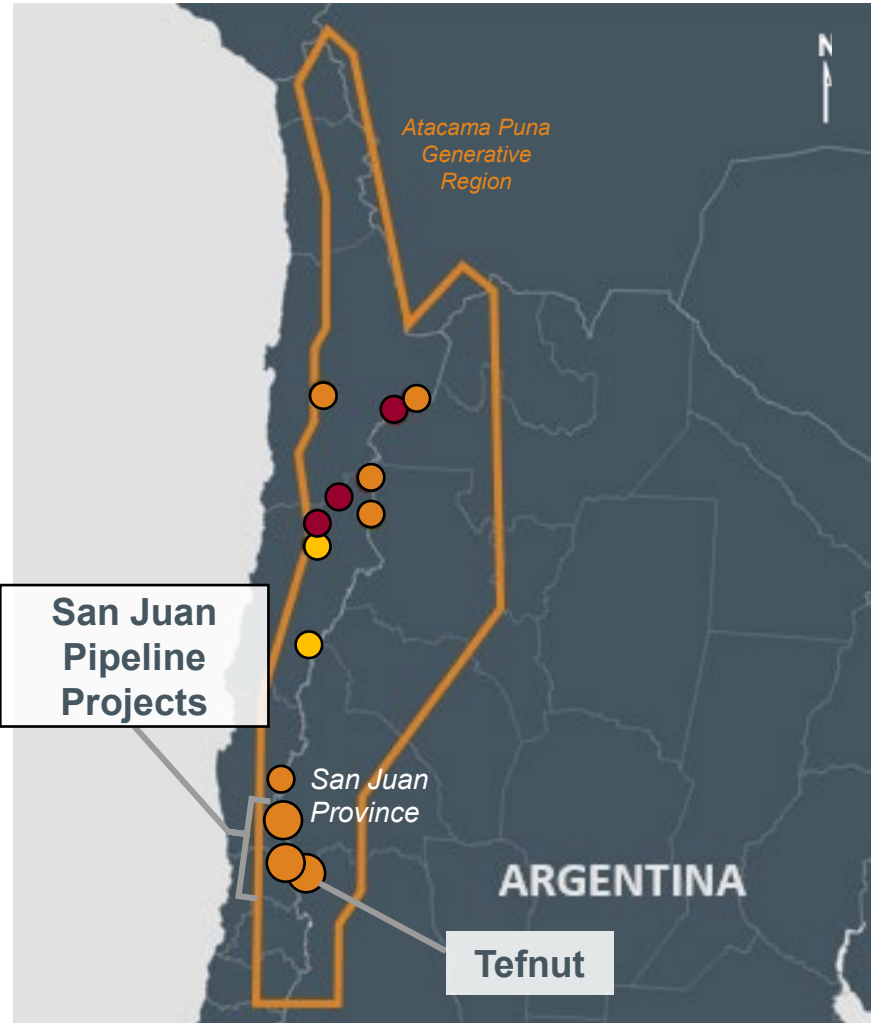 N
Atacama Puna
Generative
Region
San Juan
Pipeline
Projects
San Juan
Province
ARGENTINA
Tefnut